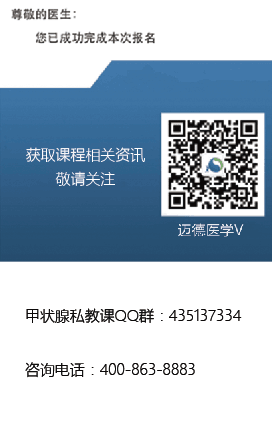 尊敬的医生：
您已成功完成本次报名
获取课程相关资讯
敬请关注
迈德医学V
甲状腺私教课QQ群：435137334
咨询电话：400-863-8883